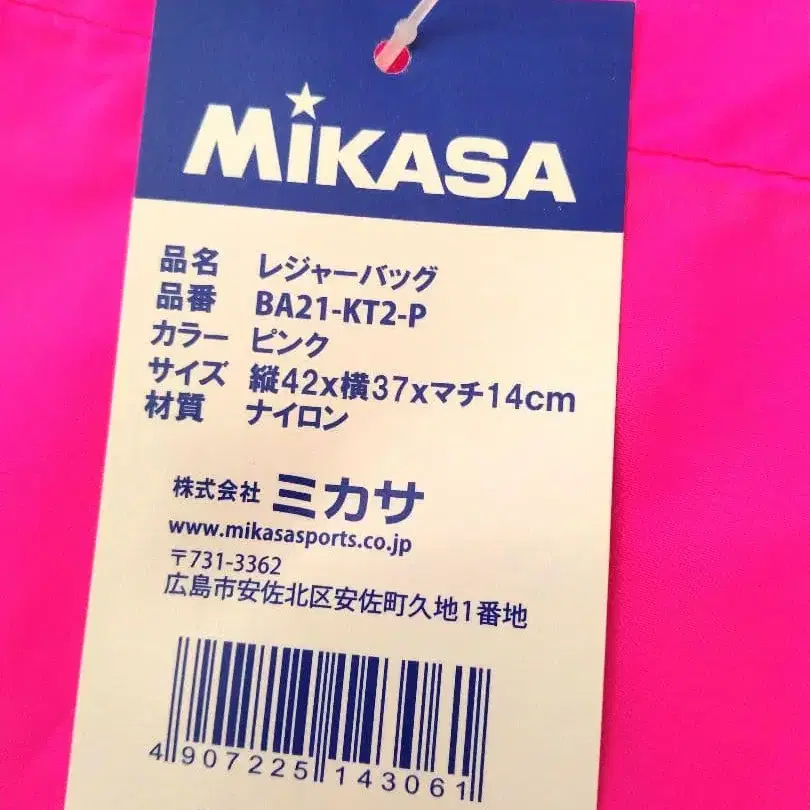 MiKASA
品名 レジャーバッグ
品番 BA21-KT2-P
カラー ピンク
サイズ 縦42x横37xマチ14cm
材質 ナイロン
株式会社 ミカサ
www.mikasasports.co.jp
〒731-3362
広島市安佐北区安佐町久地1番地
4 907225 143061